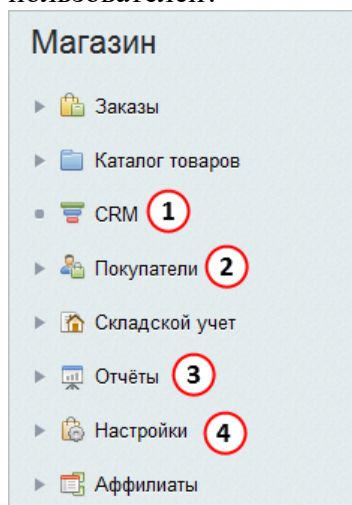 Магазин
Заказы
Каталог товаров
CRM 1
Покупатели 2
Складской учет
Отчёты 3
Настройки 4
Аффилиаты